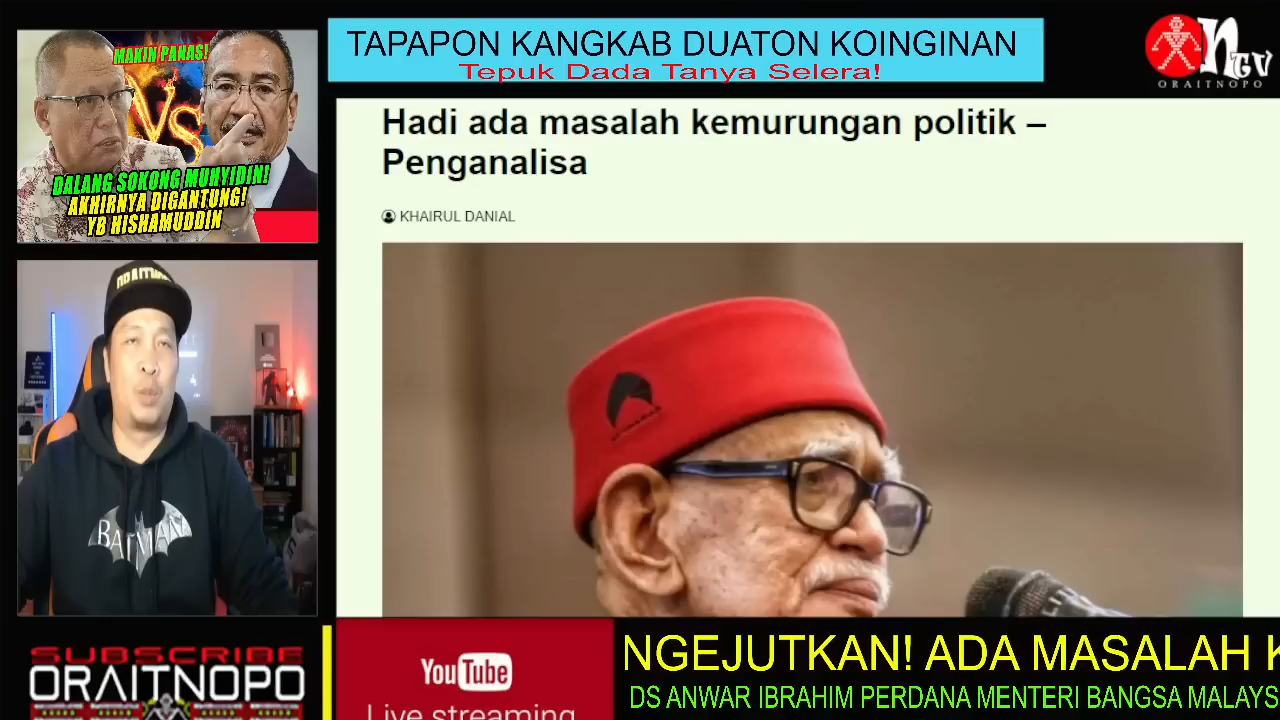 MAKIN PANAS!
VS
DALANG SOKONG MUHYIDIN!
AKHIRNYA DIGANTUNG!
YB HISHAMUDDIN
TAPAPON KANGKAB DUATON KOINGINAN
Tepuk Dada Tanya Selera!
nTV
ORAITNOPO
Hadi ada masalah kemurungan politik –
Penganalisa
KHAIRUL DANIAL
ORAITNOPO
BATMAN
SUBSCRIBE
ORAITNOPO
YouTube
Live streaming
NGEJUTKAN! ADA MASALAH K
DS ANWAR IBRAHIM PERDANA MENTERI BANGSA MALAYS